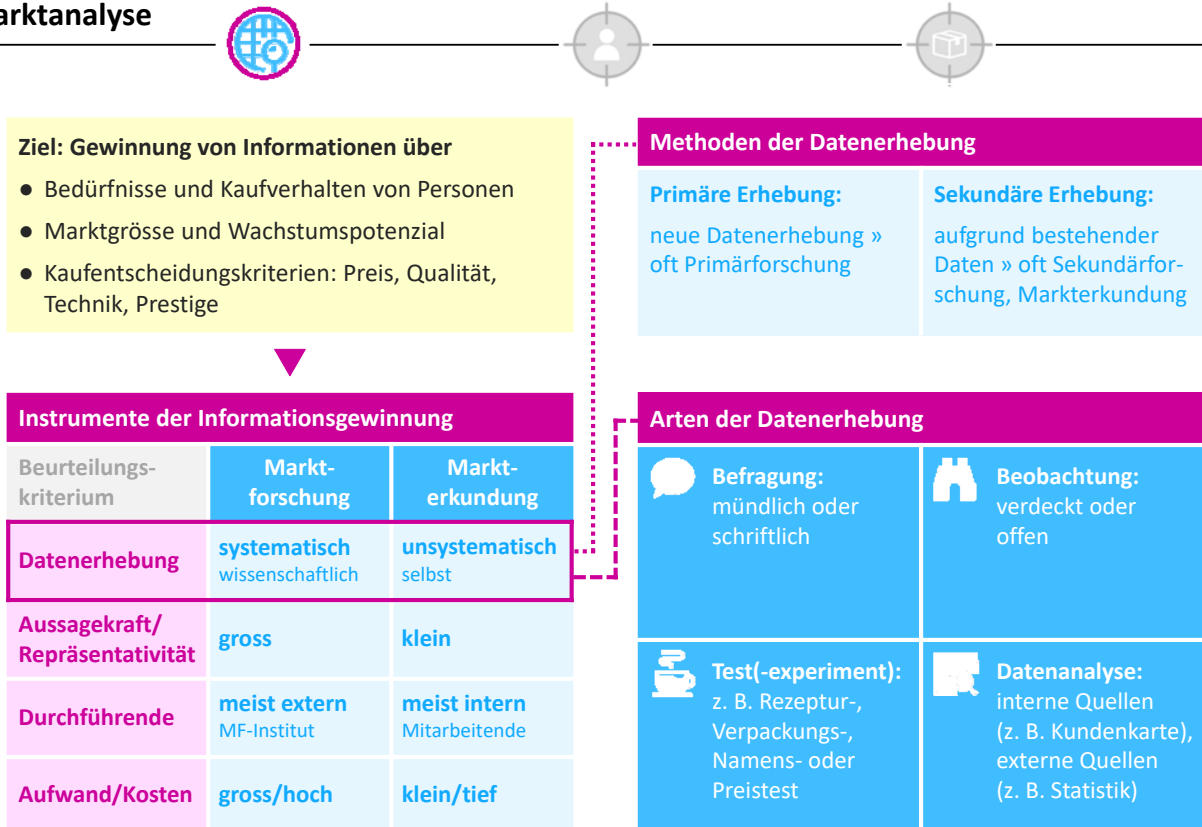 arktanalyse
Ziel: Gewinnung von Informationen über
● Bedürfnisse und Kaufverhalten von Personen
● Marktgrösse und Wachstumspotenzial
● Kaufentscheidungskriterien: Preis, Qualität,
Technik, Prestige
Instrumente der Informationsgewinnung
Beurteilungs-
kriterium
Markt-
forschung
Markt-
erkundung
Datenerhebung
systematisch
wissenschaftlich
unsystematisch
selbst
Aussagekraft/
Repräsentativität
gross
klein
Durchführende
meist extern
MF-Institut
meist intern
Mitarbeitende
Aufwand/Kosten
gross/hoch
klein/tief
Methoden der Datenerhebung
Primäre Erhebung:
neue Datenerhebung »
oft Primärforschung
Sekundäre Erhebung:
aufgrund bestehender
Daten » oft Sekundärfor-
schung, Markterkundung
Arten der Datenerhebung
Befragung:
mündlich oder
schriftlich
Beobachtung:
verdeckt oder
offen
Test(-experiment):
z. B. Rezeptur-,
Verpackungs-,
Namens- oder
Preistest
Datenanalyse:
interne Quellen
(z. B. Kundenkarte),
externe Quellen
(z. B. Statistik)